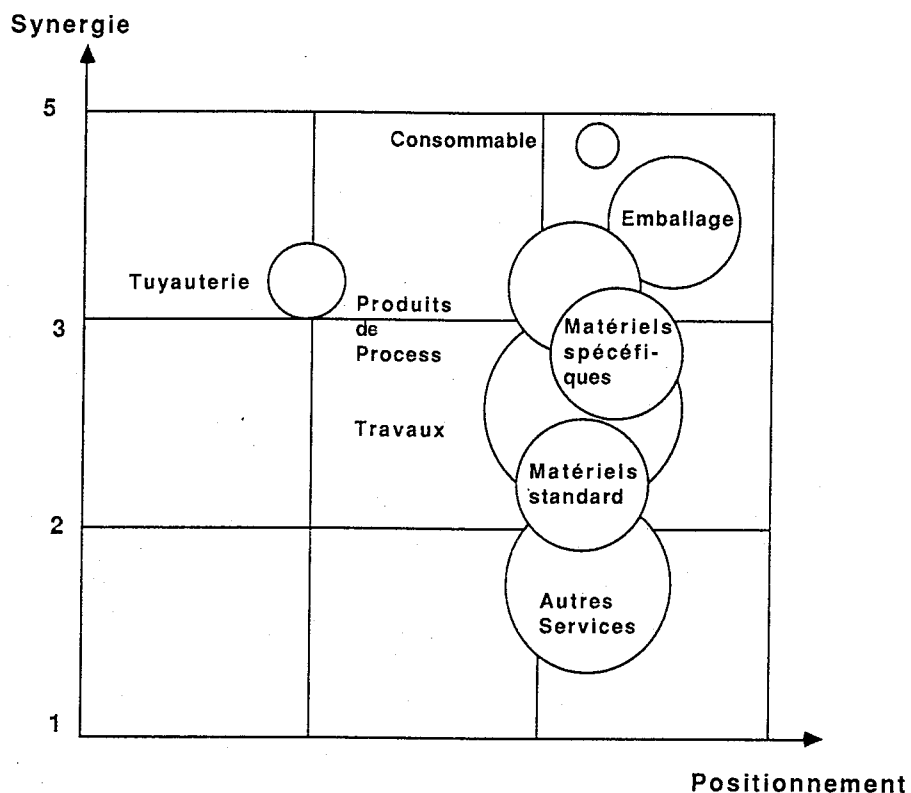 Synergie
5
Consommable
Emballage
Tuyauterie
Produits
de
Process
3
Matériels
spécéfi-
ques
Travaux
Matériels
standard
2
Autres
Services
1
Positionnement